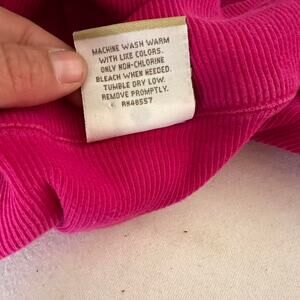 MACHINE WASH WARM
WITH LIKE COLORS.
ONLY NON-CHLORINE
BLEACH WHEN NEEDED.
TUMBLE DRY LOW.
REMOVE PROMPTLY.
RN48557